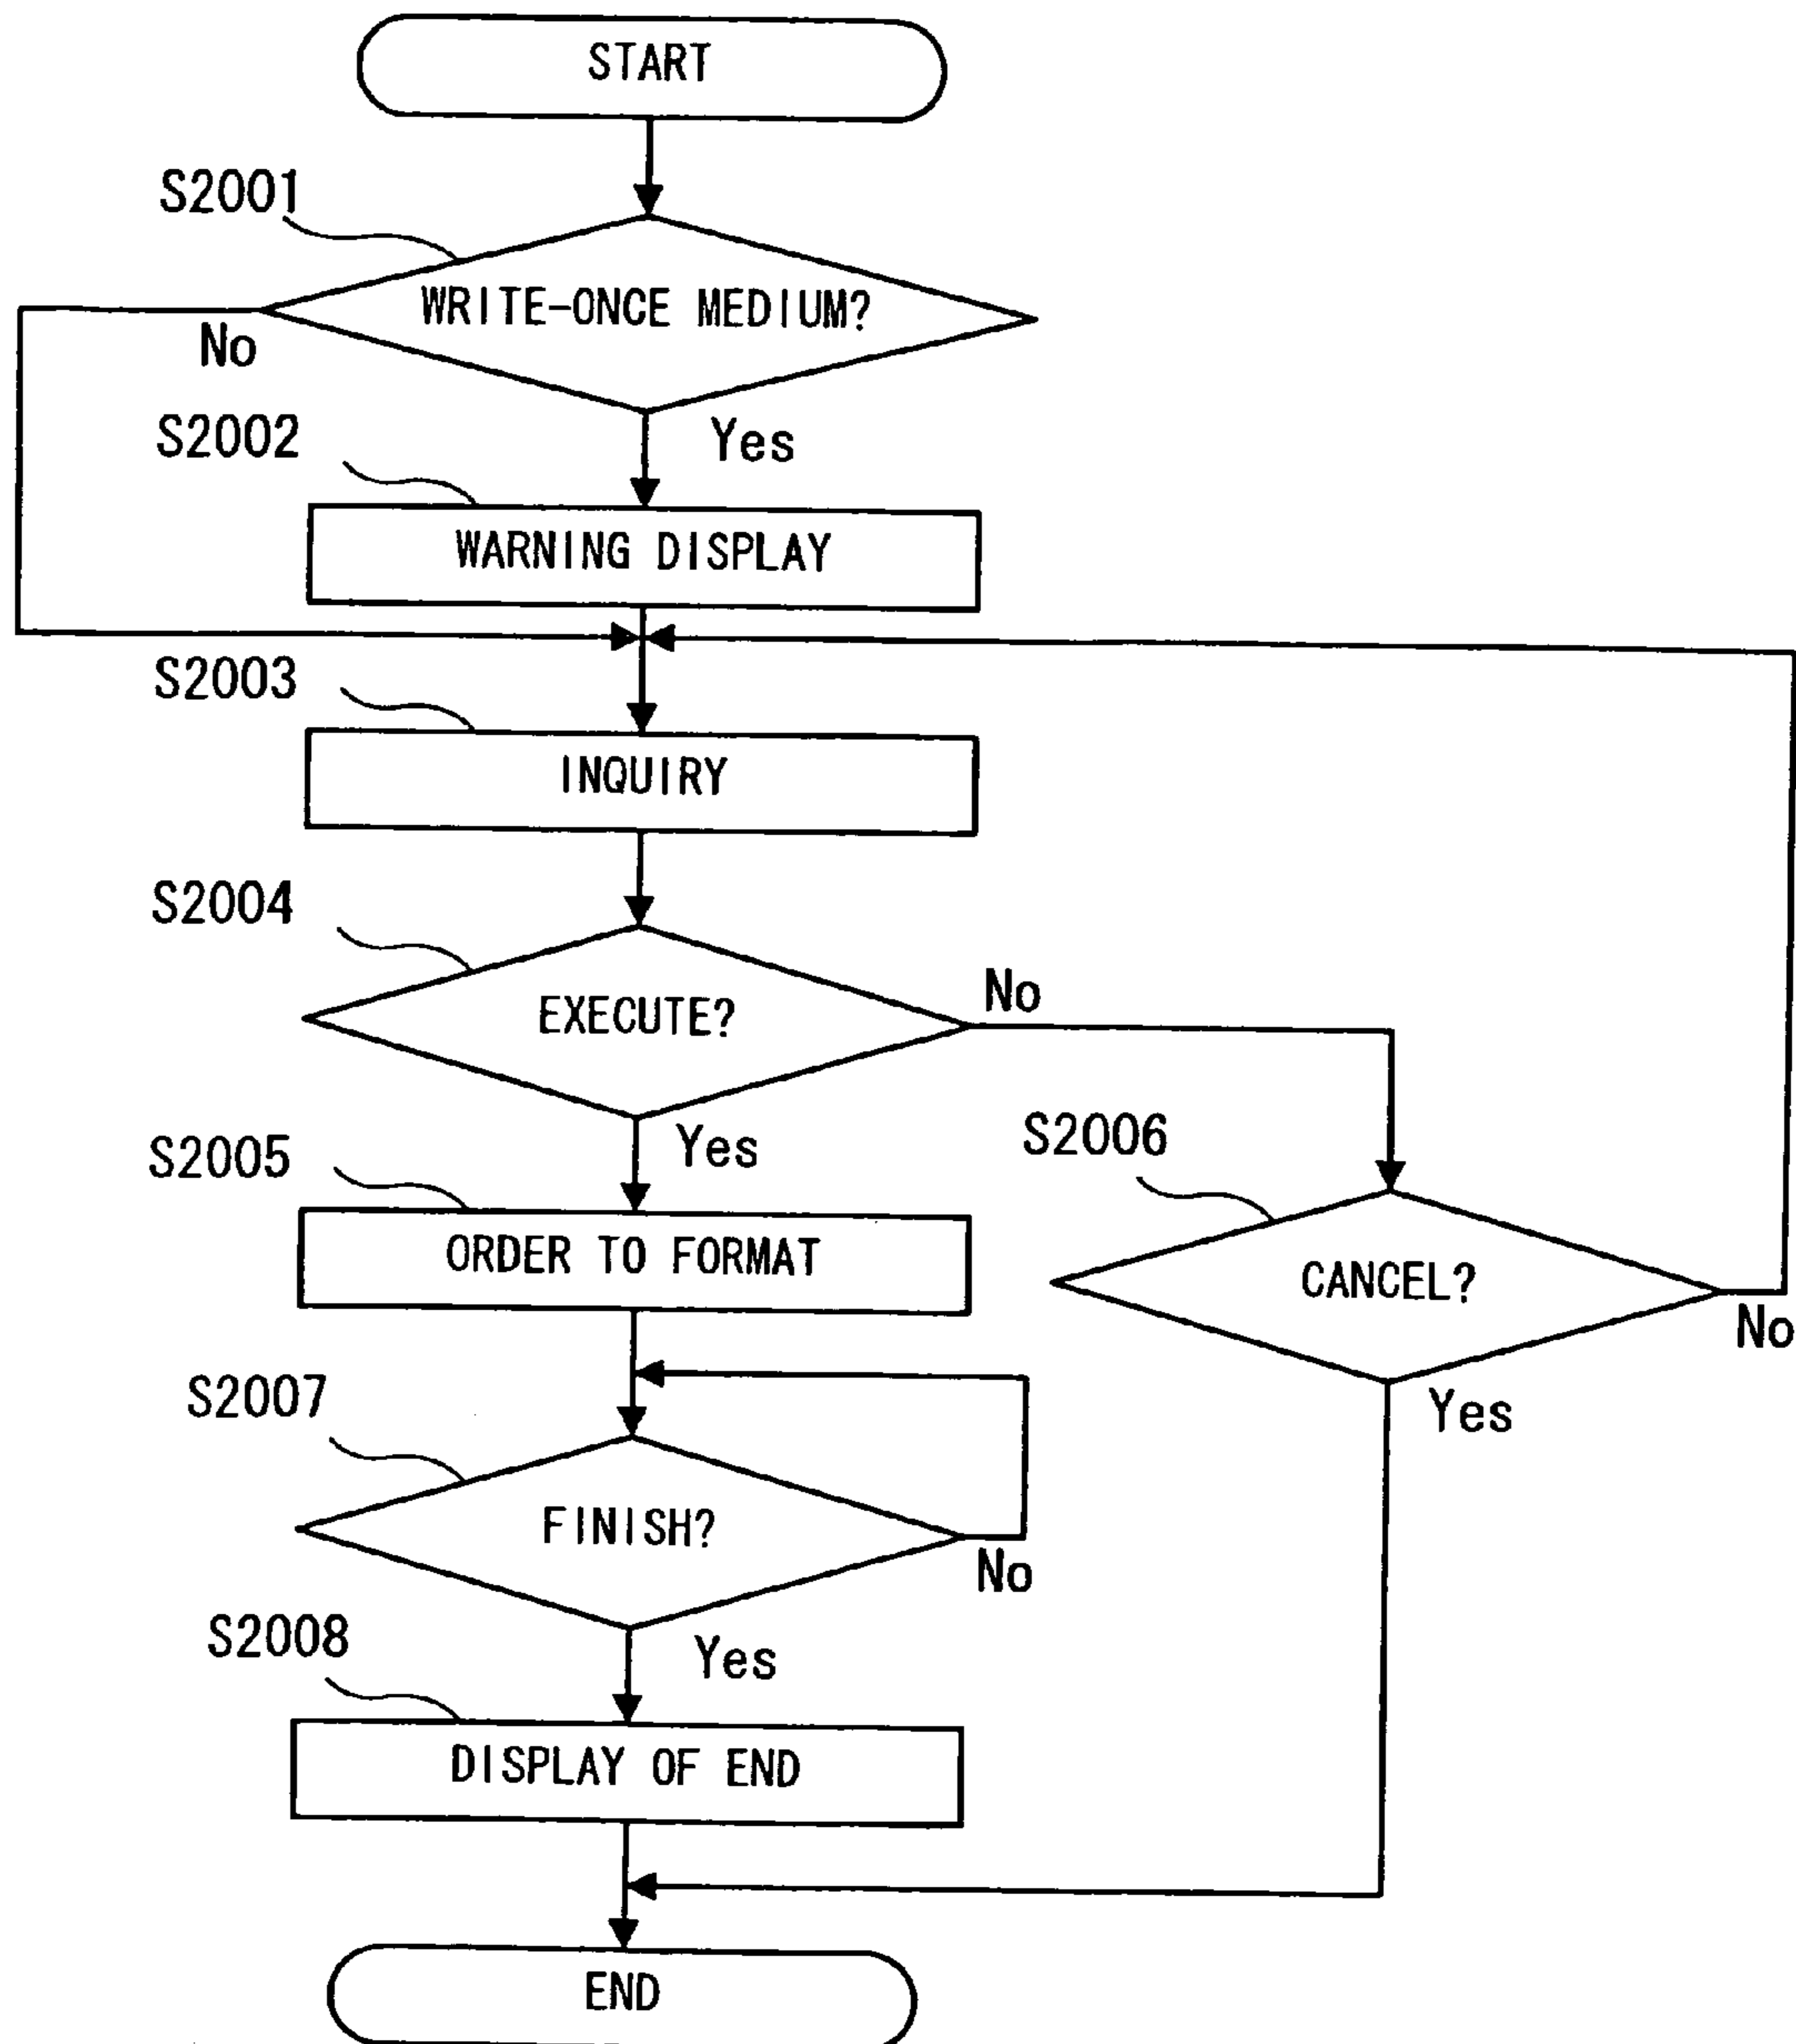 START
S2001
WRITE-ONCE MEDIUM?
No
Yes
S2002
WARNING DISPLAY
S2003
INQUIRY
S2004
EXECUTE?
No
Yes
S2005
ORDER TO FORMAT
S2006
CANCEL?
No
Yes
S2007
FINISH?
No
Yes
S2008
DISPLAY OF END
END